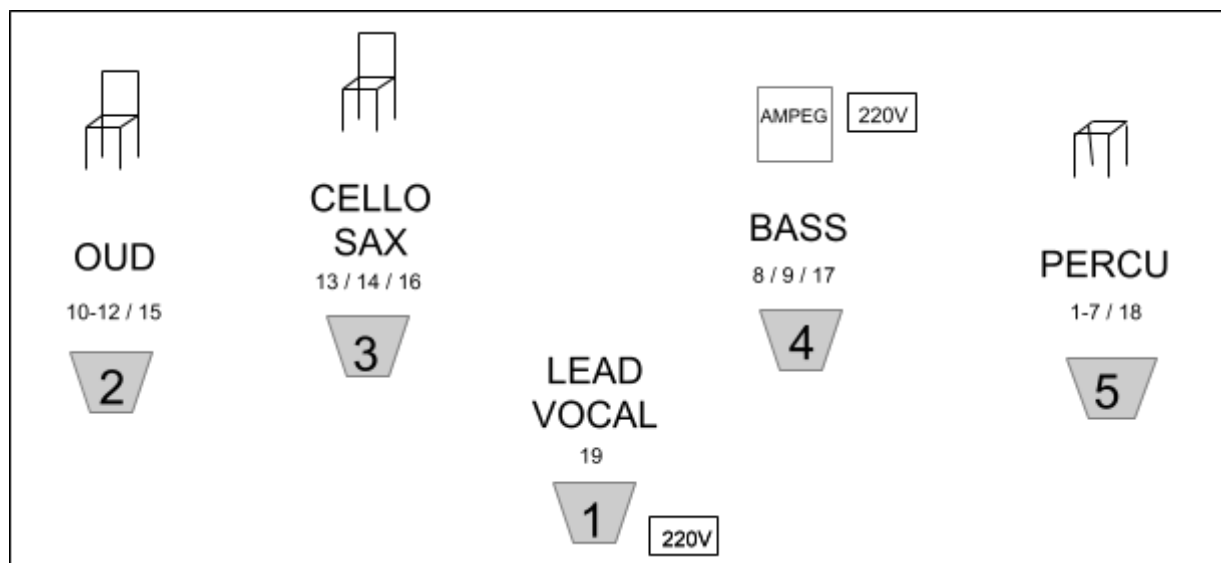 OUD
10-12 / 15
2
CELLO
SAX
13 / 14 / 16
3
LEAD
VOCAL
19
1
220V
AMPEG
220V
BASS
8 / 9 / 17
4
PERCU
1-7 / 18
5